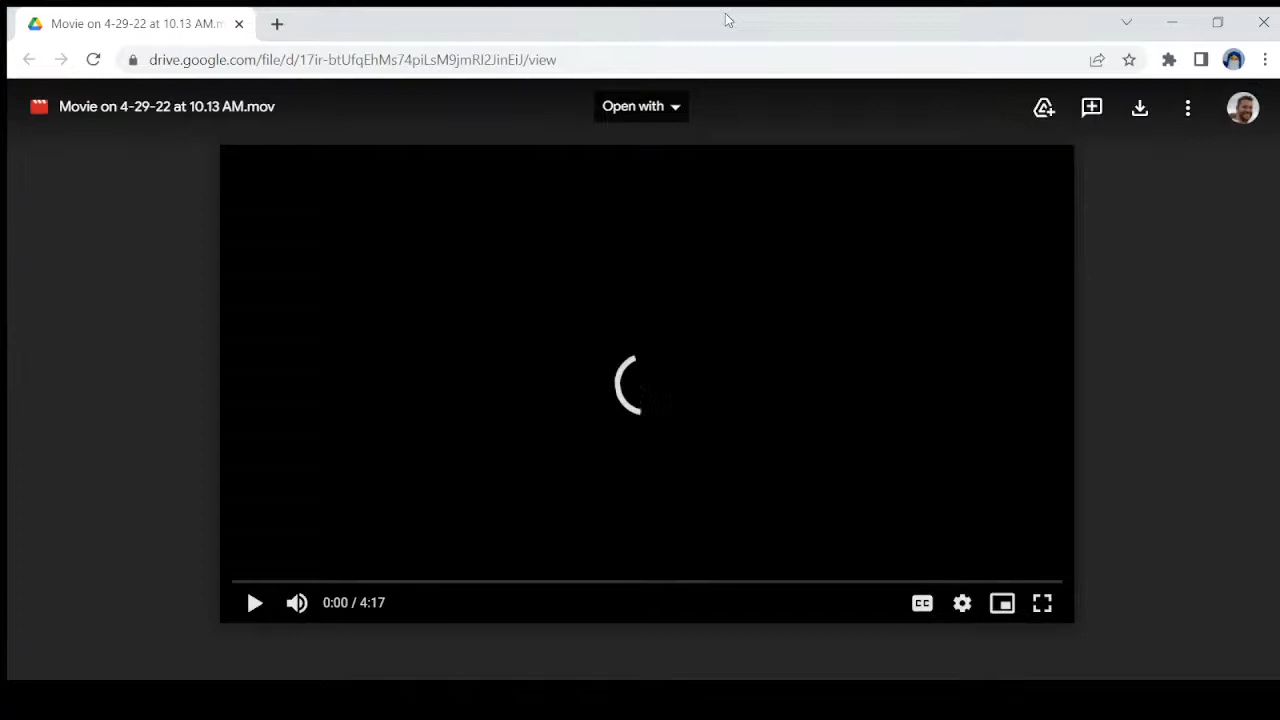 Movie on 4-29-22 at 10.13 AM.m
drive.google.com/file/d/17ir-btUfqEhMs74piLsM9jmRI2JinEiJ/view
Movie on 4-29-22 at 10.13 AM.mov
Open with
0:00 / 4:17
CC